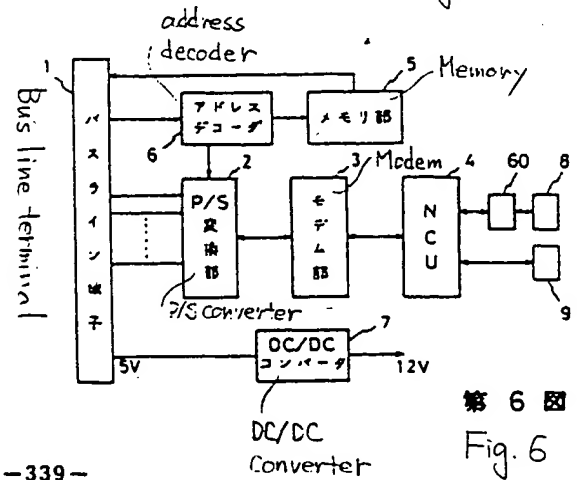 address
decoder
1
5
Memory
アドレス
デコーダ
メモリ部
6
2
3
Modem
4
60
8
Bus line terminal
バスライン端子
P/S
変換部
モデム部
NCU
9
P/S converter
7
DC/DC
コンバータ
5V
12V
DC/DC
Converter
第 6 図
Fig. 6
-339-